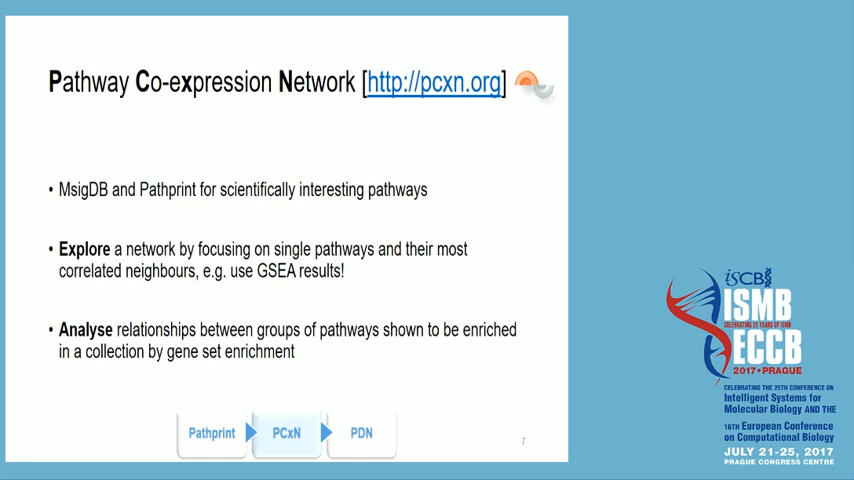 Pathway Co-expression Network [http://pcxn.org]
• MsigDB and Pathprint for scientifically interesting pathways
• Explore a network by focusing on single pathways and their most
correlated neighbours, e.g. use GSEA results!
• Analyse relationships between groups of pathways shown to be enriched
in a collection by gene set enrichment
Pathprint
PCxN
PDN
7
iSCB
ISMB
CELEBRATING 25 YEARS OF ISMB
ECCB
2017 • PRAGUE
CELEBRATING THE 25TH CONFERENCE ON
Intelligent Systems for
Molecular Biology AND THE
16TH European Conference
on Computational Biology
JULY 21-25, 2017
PRAGUE CONGRESS CENTRE